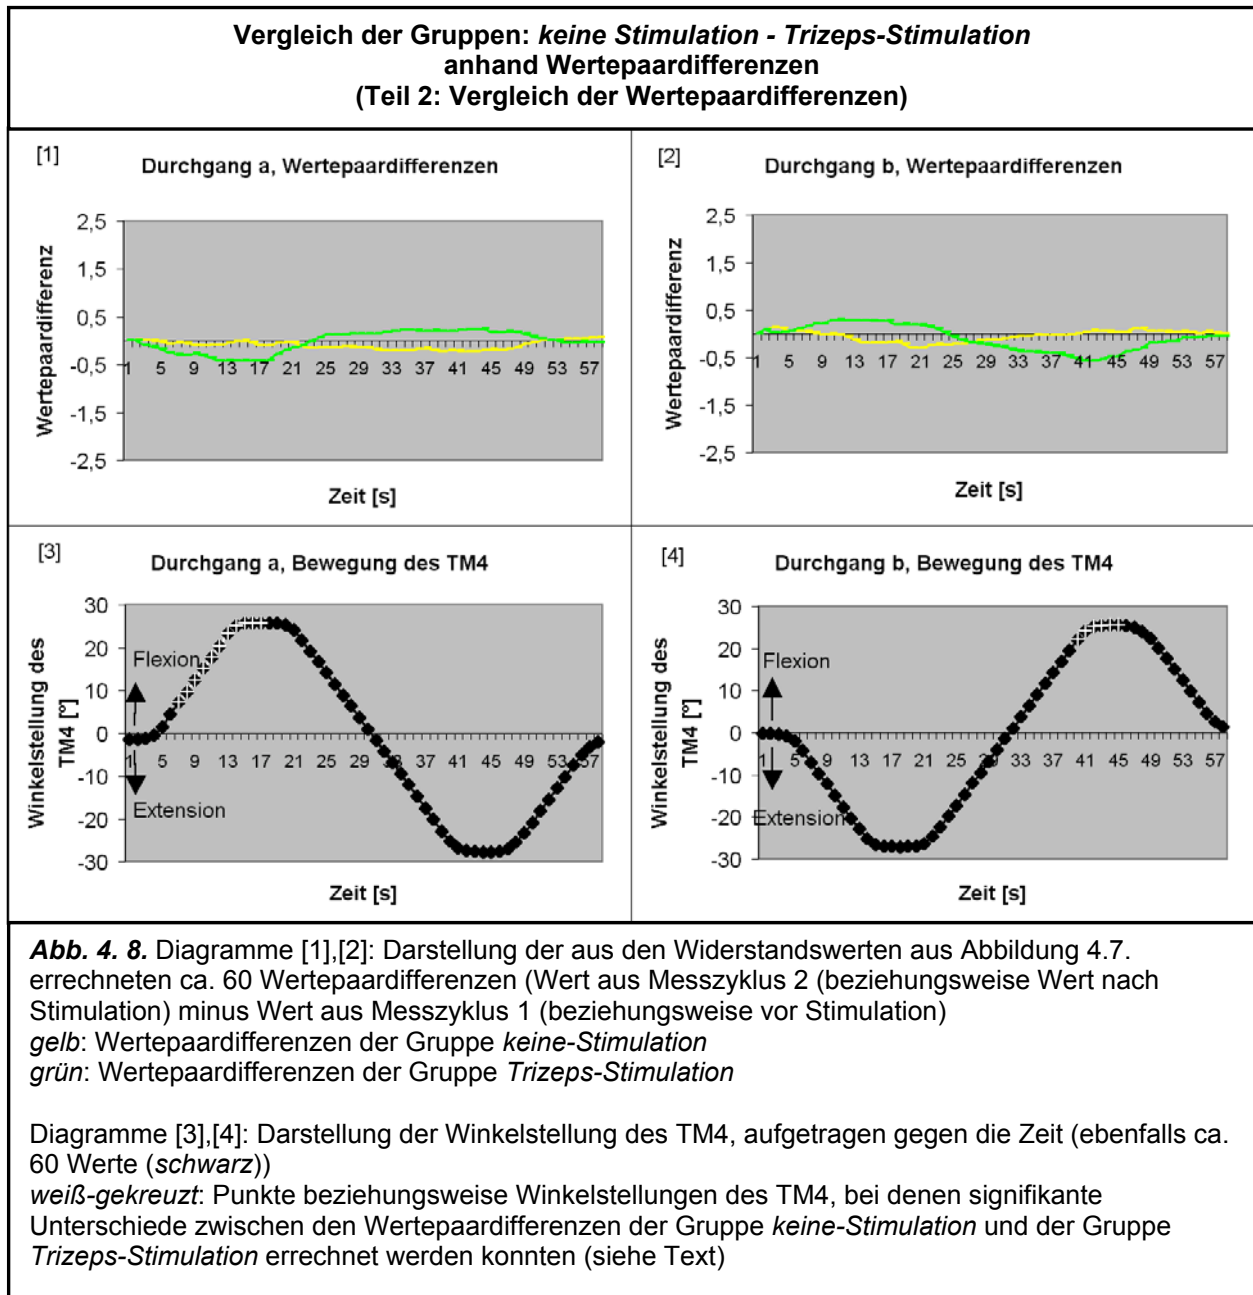 Vergleich der Gruppen: keine Stimulation - Trizeps-Stimulation
anhand Wertepaardifferenzen
(Teil 2: Vergleich der Wertepaardifferenzen)
[1]
Durchgang a, Wertepaardifferenzen
Wertepaardifferenz
2,5
1,5
0,5
-0,5
-1,5
-2,5
1 5 9 13 17 21 25 29 33 37 41 45 49 53 57
Zeit [s]
[2]
Durchgang b, Wertepaardifferenzen
Wertepaardifferenz
2,5
1,5
0,5
-0,5
-1,5
-2,5
1 5 9 13 17 21 25 29 33 37 41 45 49 53 57
Zeit [s]
[3]
Durchgang a, Bewegung des TM4
Winkelstellung des
TM4 [°]
30
20
10
0
-10
-20
-30
Flexion
Extension
1 5 9 13 17 21 25 29 33 37 41 45 49 53 57
Zeit [s]
[4]
Durchgang b, Bewegung des TM4
Winkelstellung des
TM4 [°]
30
20
10
0
-10
-20
-30
Flexion
Extension
1 5 9 13 17 21 25 29 33 37 41 45 49 53 57
Zeit [s]
Abb. 4. 8. Diagramme [1],[2]: Darstellung der aus den Widerstandswerten aus Abbildung 4.7.
errechneten ca. 60 Wertepaardifferenzen (Wert aus Messzyklus 2 (beziehungsweise Wert nach
Stimulation) minus Wert aus Messzyklus 1 (beziehungsweise vor Stimulation)
gelb: Wertepaardifferenzen der Gruppe keine-Stimulation
grün: Wertepaardifferenzen der Gruppe Trizeps-Stimulation
Diagramme [3],[4]: Darstellung der Winkelstellung des TM4, aufgetragen gegen die Zeit (ebenfalls ca.
60 Werte (schwarz))
weiß-gekreuzt: Punkte beziehungsweise Winkelstellungen des TM4, bei denen signifikante
Unterschiede zwischen den Wertepaardifferenzen der Gruppe keine-Stimulation und der Gruppe
Trizeps-Stimulation errechnet werden konnten (siehe Text)